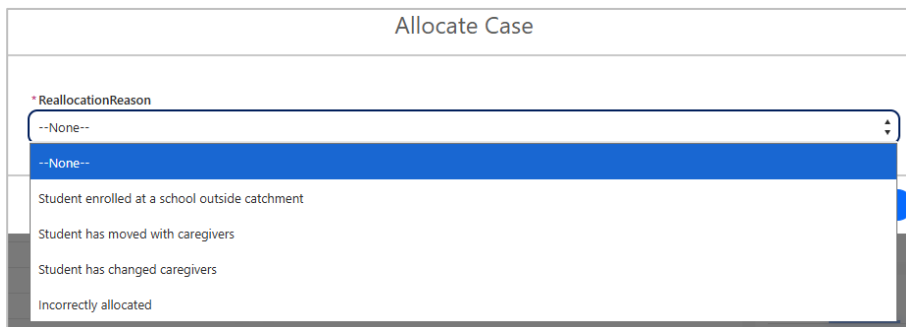 Allocate Case
*ReallocationReason
--None--
--None--
Student enrolled at a school outside catchment
Student has moved with caregivers
Student has changed caregivers
Incorrectly allocated